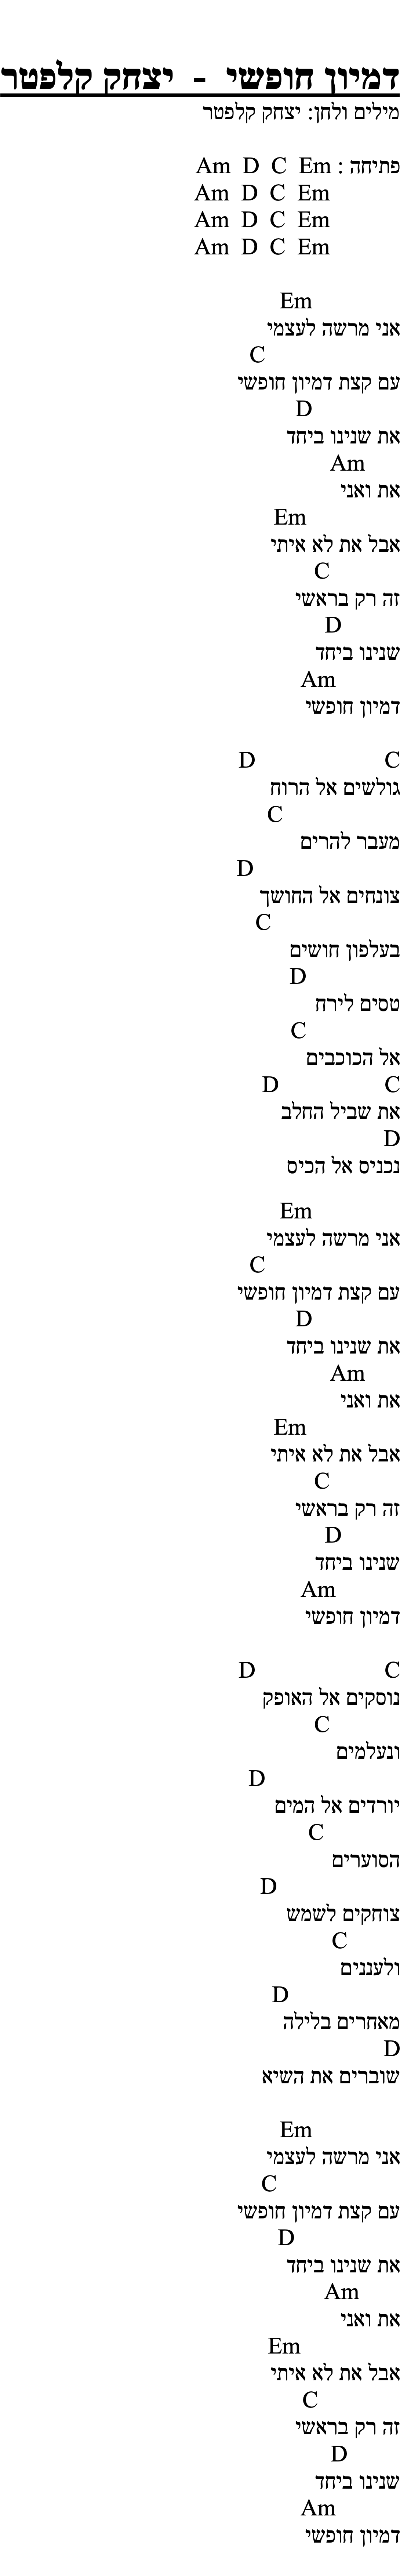 דמיון חופשי - יצחק קלפטר
מילים ולחן: יצחק קלפטר
פתיחה : Am D C Em
Am D C Em
Am D C Em
Am D C Em
Em
אני מרשה לעצמי
C
עם קצת דמיון חופשי
D
את שנינו ביחד
Am
את ואני
Em
אבל את לא איתי
C
זה רק בראשי
D
שנינו ביחד
Am
דמיון חופשי
D C
גולשים אל הרוח
C
מעבר להרים
D
צונחים אל החושך
C
בעלפון חושים
D
טסים לירח
C
אל הכוכבים
D C
את שביל החלב
D
נכניס אל הכיס
Em
אני מרשה לעצמי
C
עם קצת דמיון חופשי
D
את שנינו ביחד
Am
את ואני
Em
אבל את לא איתי
C
זה רק בראשי
D
שנינו ביחד
Am
דמיון חופשי
D C
נוסקים אל האופק
C
ונעלמים
D
יורדים אל המים
C
הסוערים
D
צוחקים לשמש
C
ולעננים
D
מאחרים בלילה
D
שוברים את השיא
Em
אני מרשה לעצמי
C
עם קצת דמיון חופשי
D
את שנינו ביחד
Am
את ואני
Em
אבל את לא איתי
C
זה רק בראשי
D
שנינו ביחד
Am
דמיון חופשי